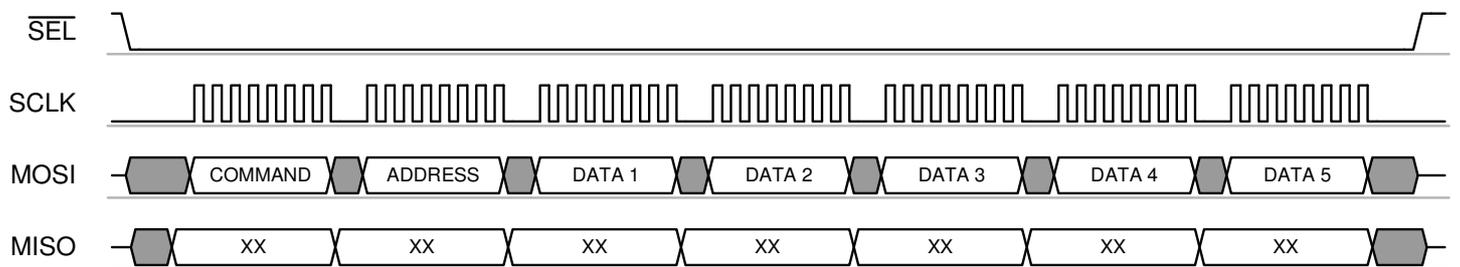 SEL
SCLK
MOSI COMMAND ADDRESS DATA 1 DATA 2 DATA 3 DATA 4 DATA 5
MISO XX XX XX XX XX XX XX